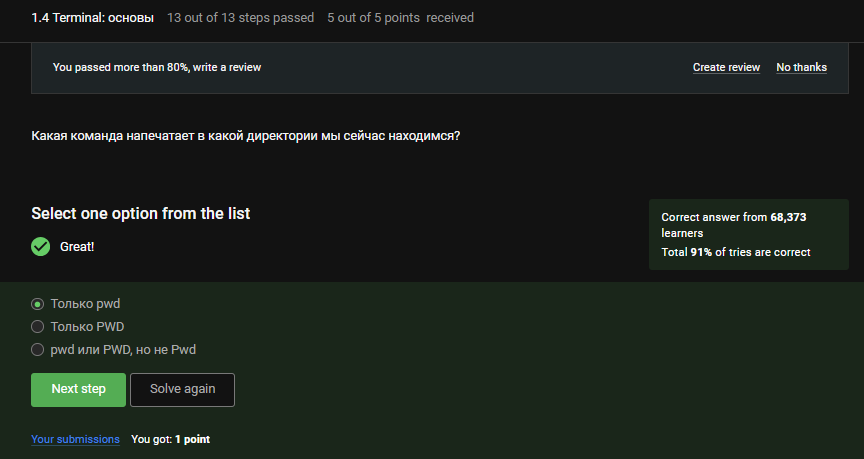 1.4 Terminal: основы 13 out of 13 steps passed 5 out of 5 points received
You passed more than 80%, write a review Create review No thanks
Какая команда напечатает в какой директории мы сейчас находимся?
Select one option from the list
Great!
Correct answer from 68,373
learners
Total 91% of tries are correct
Только pwd
Только PWD
pwd или PWD, но не Pwd
Next step Solve again
Your submissions You got: 1 point